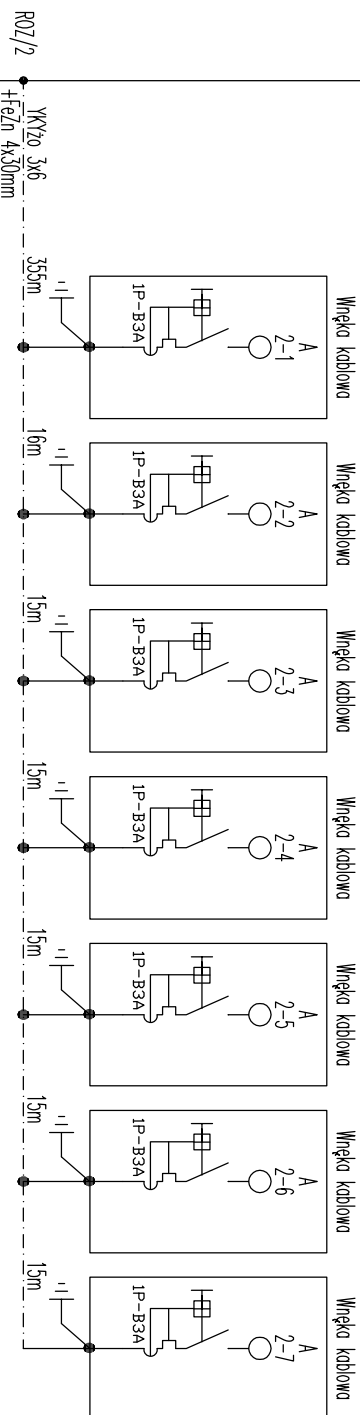 ROZ/2
YKYżo 3x6
+FeZn 4x30mm
Wnęka kablowa
A
2-1
1P-B3A
355m
Wnęka kablowa
A
2-2
1P-B3A
16m
Wnęka kablowa
A
2-3
1P-B3A
15m
Wnęka kablowa
A
2-4
1P-B3A
15m
Wnęka kablowa
A
2-5
1P-B3A
15m
Wnęka kablowa
A
2-6
1P-B3A
15m
Wnęka kablowa
A
2-7
1P-B3A
15m